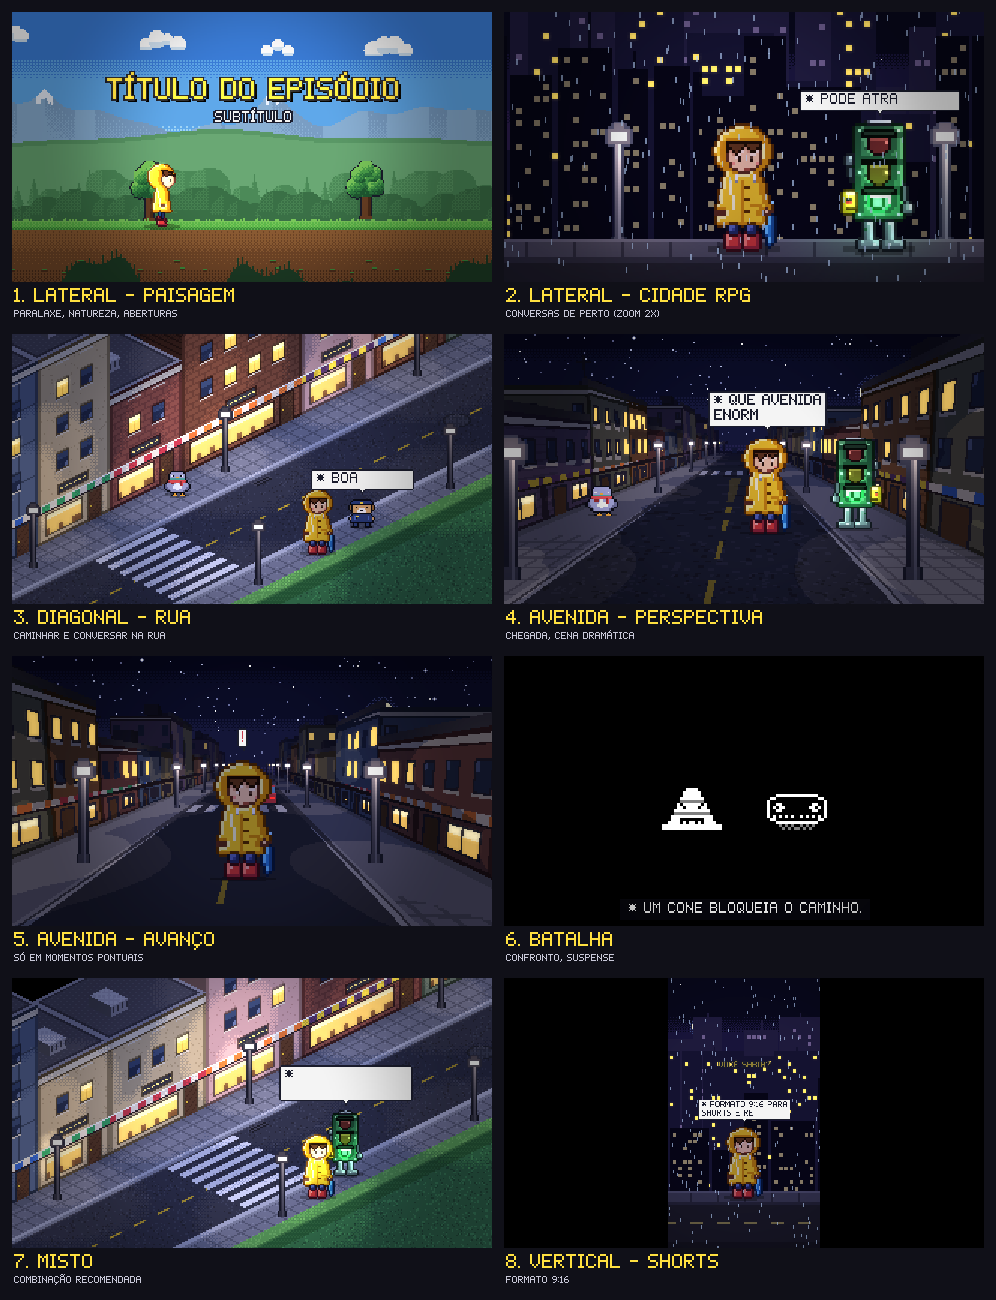 TÍTULO DO EPISÓDIO
SUBTÍTULO
1. LATERAL - PAISAGEM
PARALAXE, NATUREZA, ABERTURAS
* PODE ATRA
2. LATERAL - CIDADE RPG
CONVERSAS DE PERTO (ZOOM 2X)
* BOA
3. DIAGONAL - RUA
CAMINHAR E CONVERSAR NA RUA
* QUE AVENIDA
ENORM
4. AVENIDA - PERSPECTIVA
CHEGADA, CENA DRAMÁTICA
!
5. AVENIDA - AVANÇO
SÓ EM MOMENTOS PONTUAIS
* UM CONE BLOQUEIA O CAMINHO.
6. BATALHA
CONFRONTO, SUSPENSE
*
7. MISTO
COMBINAÇÃO RECOMENDADA
* FORMATO 9:16 PARA
SHORTS E RE
8. VERTICAL - SHORTS
FORMATO 9:16